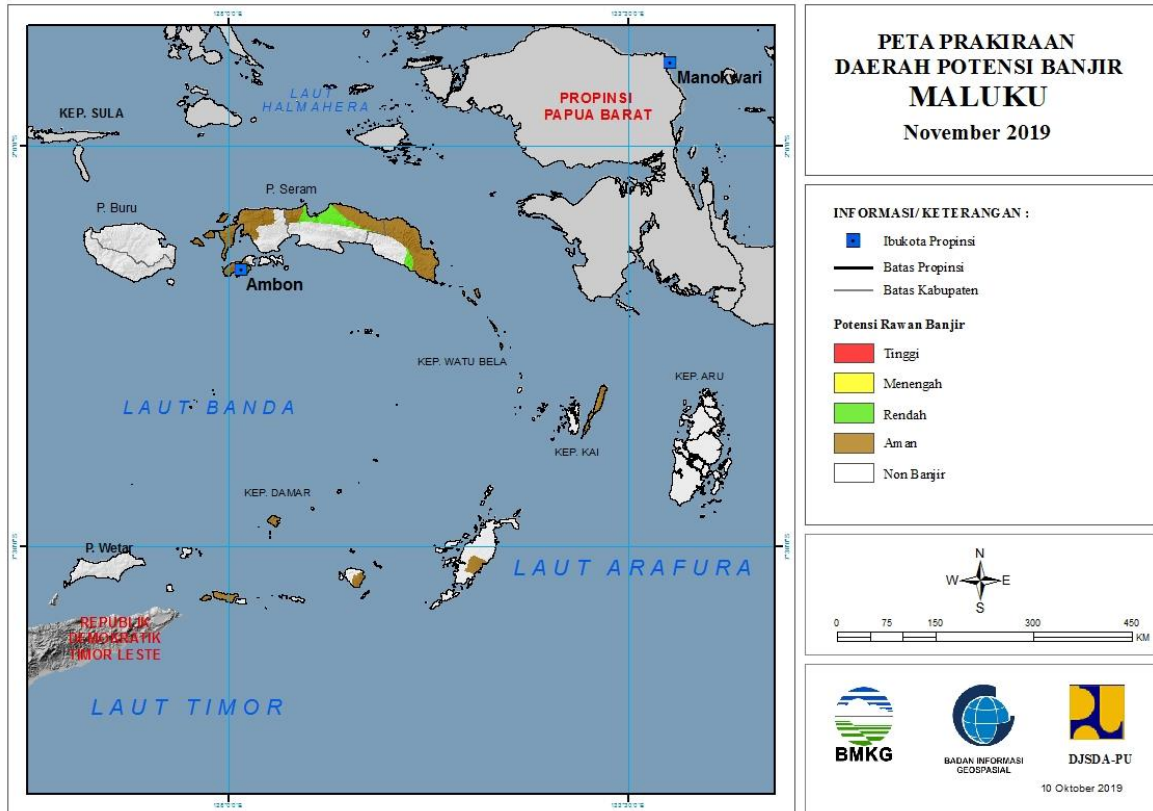 PETA PRAKIRAAN
DAERAH POTENSI BANJIR
MALUKU
November 2019
Manokwari
LAUT
HALMAHERA
PROPINSI
PAPUA BARAT
KEP. SULA
P. Seram
P. Buru
Ambon
KEP. WATU BELA
KEP. ARU
LAUT BANDA
KEP. KAI
KEP. DAMAR
P. Wetar
LAUT ARAFURA
REPUBLIK
DEMOARATIK
TIMOR LESTE
LAUT TIMOR
INFORMASI/KETERANGAN :
Ibukota Propinsi
Batas Propinsi
Batas Kabupaten
Potensi Rawan Banjir
Tinggi
Menengah
Rendah
Aman
Non Banjir
N
W E
S
0 75 150 300 450
KM
BMKG
BADAN INFORMASI
GEOSPASIAL
DJSDA-PU
10 Oktober 2019